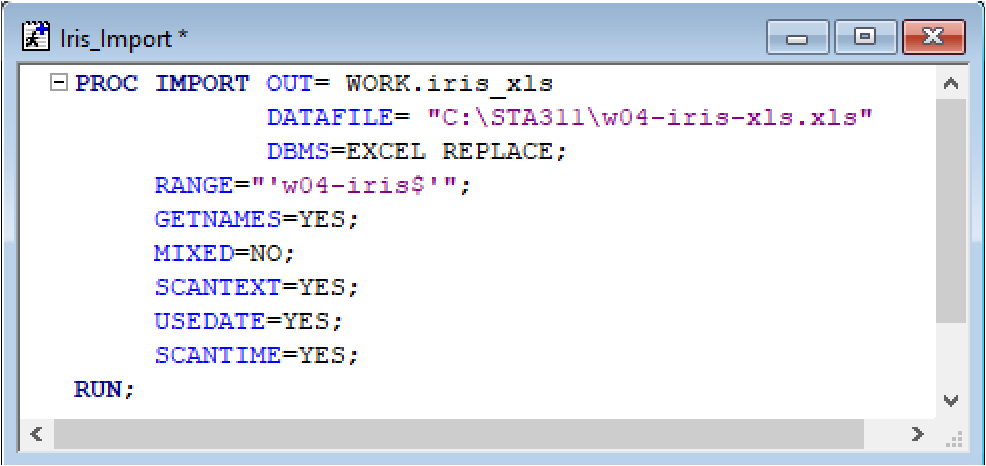 Iris_Import *
PROC IMPORT OUT= WORK.iris_xls
DATAFILE= "C:\STA311\w04-iris-xls.xls"
DBMS=EXCEL REPLACE;
RANGE="'w04-iris$'";
GETNAMES=YES;
MIXED=NO;
SCANTEXT=YES;
USEDATE=YES;
SCANTIME=YES;
RUN;